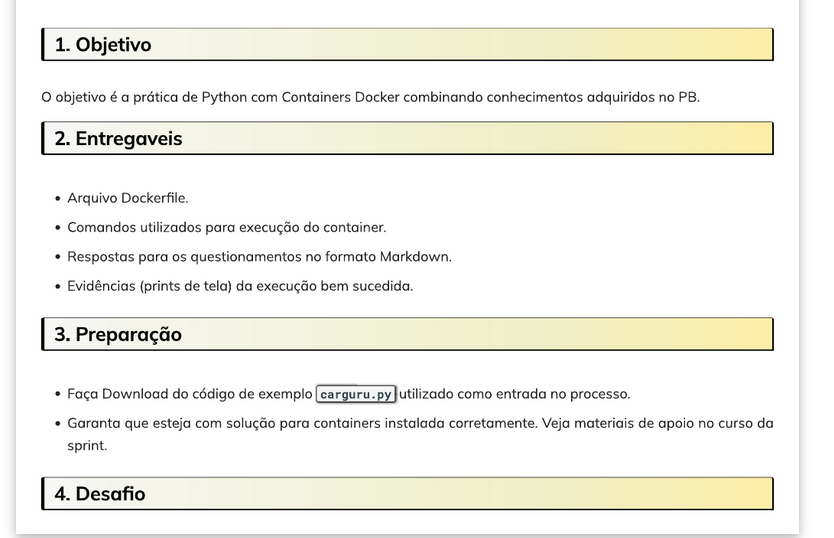 1. Objetivo
O objetivo é a prática de Python com Containers Docker combinando conhecimentos adquiridos no PB.
2. Entregaveis
• Arquivo Dockerfile.
• Comandos utilizados para execução do container.
• Respostas para os questionamentos no formato Markdown.
• Evidências (prints de tela) da execução bem sucedida.
3. Preparação
• Faça Download do código de exemplo carguru.py utilizado como entrada no processo.
• Garanta que esteja com solução para containers instalada corretamente. Veja materiais de apoio no curso da
sprint.
4. Desafio